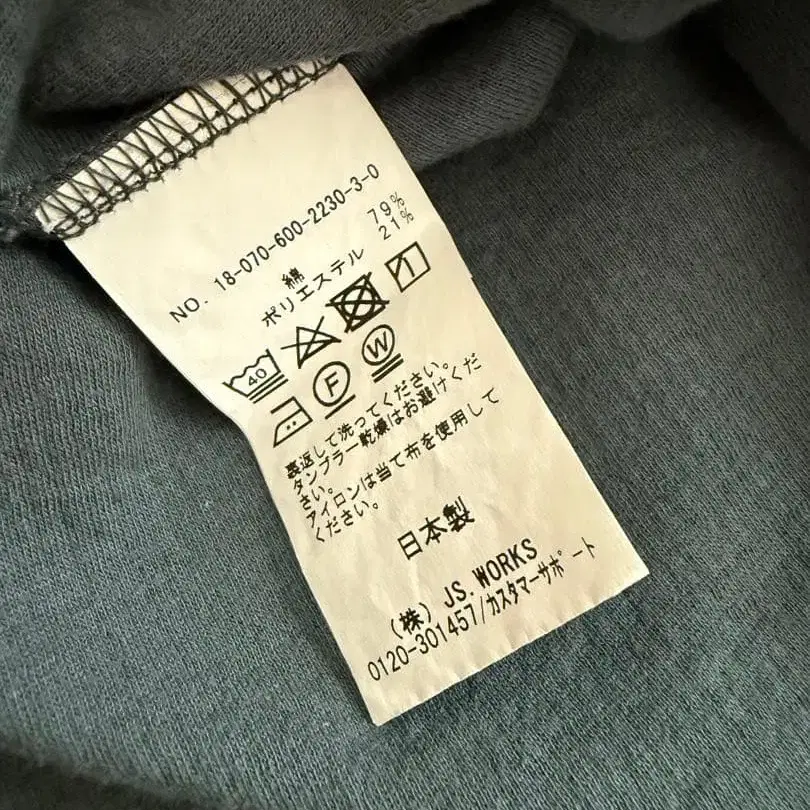 NO. 18-070-600-2230-3-0
綿 79%
ポリエステル 21%
40
F W
裏返して洗ってください。
タンブラー乾燥はお避けくだ
さい。
アイロンは当て布を使用して
ください。
日本製
(株) JS.WORKS
0120-301457/カスタマーサポート